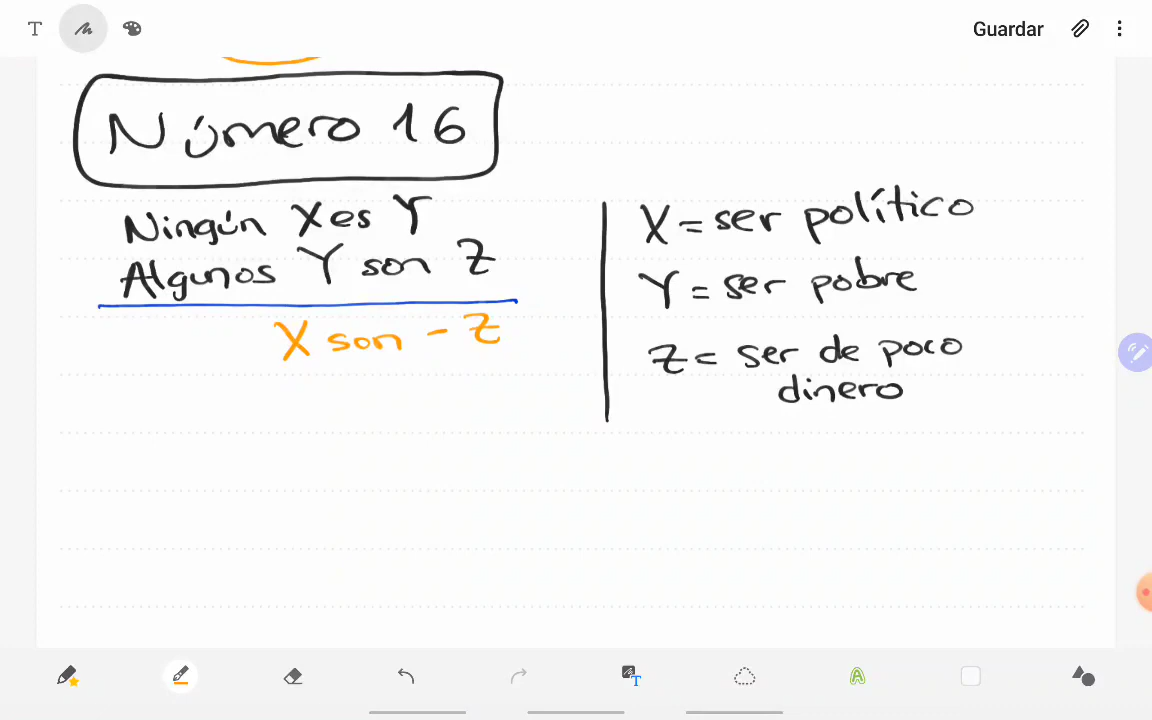 T
Guardar
Número 16
Ningún X es Y
Algunos Y son Z
X son - Z
X = ser político
Y = ser pobre
Z = ser de poco
dinero